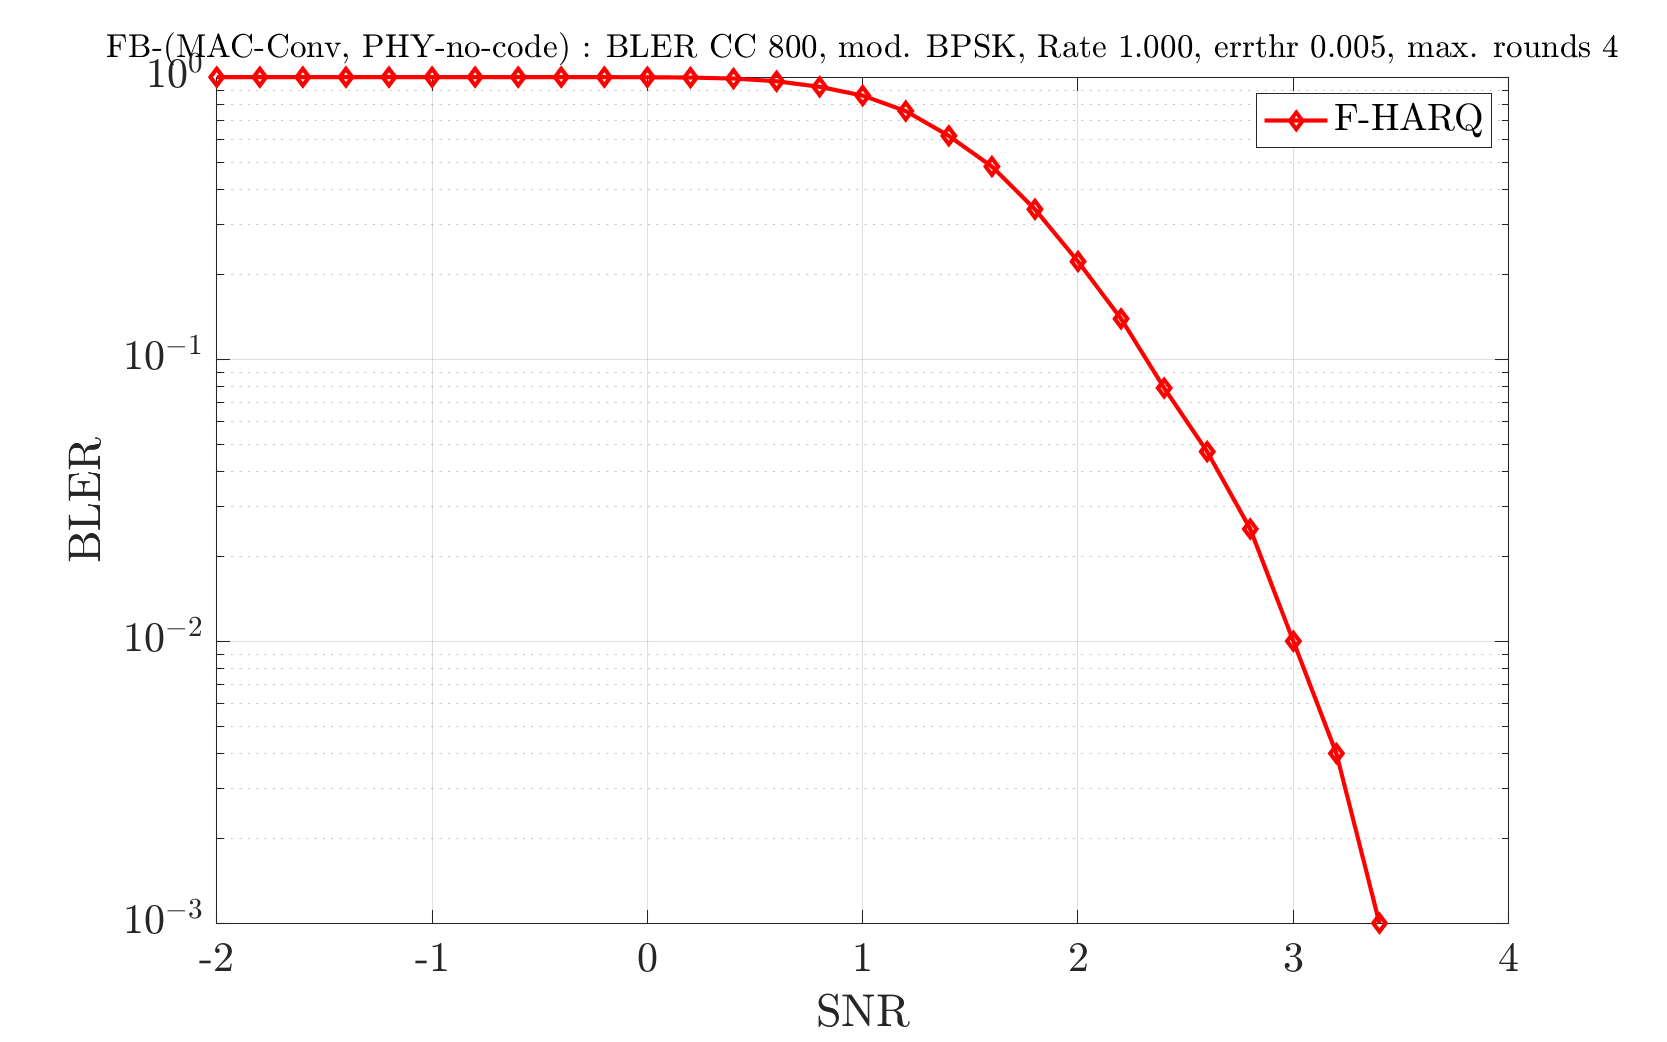 FB-(MAC-Conv, PHY-no-code) : BLER CC 800, mod. BPSK, Rate 1.000, errthr 0.005, max. rounds 4
10^0
F-HARQ
10^−1
BLER
10^−2
10^−3
-2 -1 0 1 2 3 4
SNR